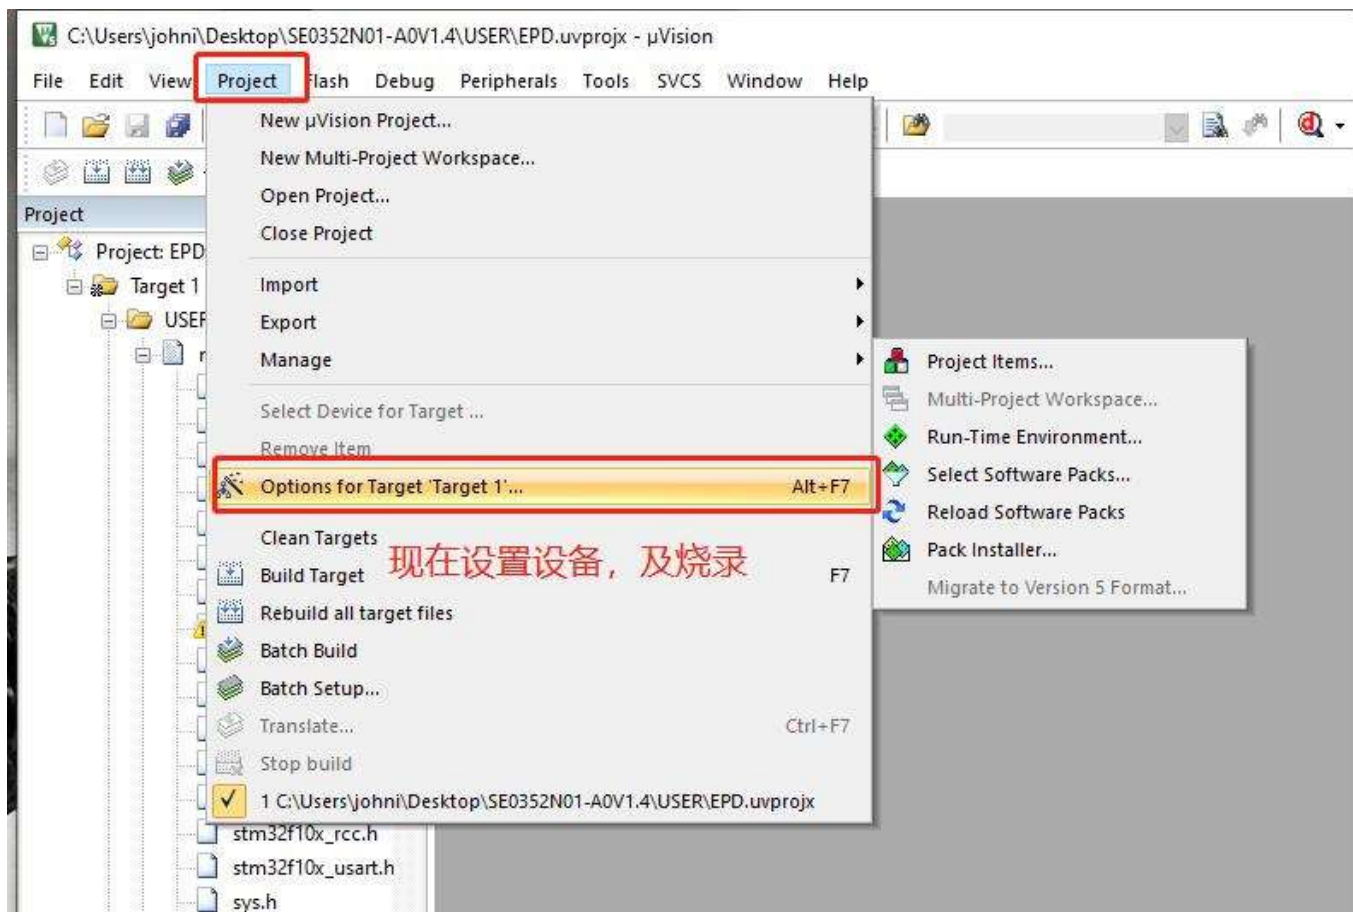 C:\Users\johni\Desktop\SE0352N01-A0V1.4\USER\EPD.uvprojx - µVision
File Edit View Project Flash Debug Peripherals Tools SVCS Window Help
New µVision Project...
New Multi-Project Workspace...
Open Project...
Project
Close Project
Project: EPD
Import
Target 1
Export
USER
Manage
Project Items...
Multi-Project Workspace...
Select Device for Target ...
Run-Time Environment...
Remove Item
Select Software Packs...
Options for Target 'Target 1'... Alt+F7
Reload Software Packs
Clean Targets
Pack Installer...
现在设置设备，及烧录
Build Target F7
Migrate to Version 5 Format...
Rebuild all target files
Batch Build
Batch Setup...
Translate... Ctrl+F7
Stop build
1 C:\Users\johni\Desktop\SE0352N01-A0V1.4\USER\EPD.uvprojx
stm32f10x_rcc.h
stm32f10x_usart.h
sys.h